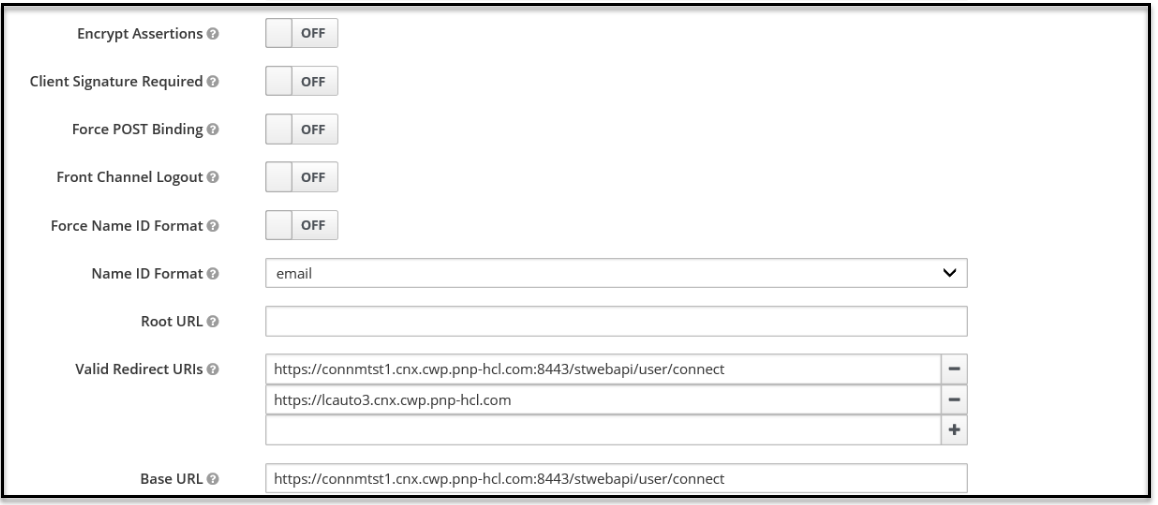 Encrypt Assertions OFF
Client Signature Required OFF
Force POST Binding OFF
Front Channel Logout OFF
Force Name ID Format OFF
Name ID Format email
Root URL
Valid Redirect URIs https://connmtst1.cnx.cwp.pnp-hcl.com:8443/stwebapi/user/connect
https://lcauto3.cnx.cwp.pnp-hcl.com
Base URL https://connmtst1.cnx.cwp.pnp-hcl.com:8443/stwebapi/user/connect